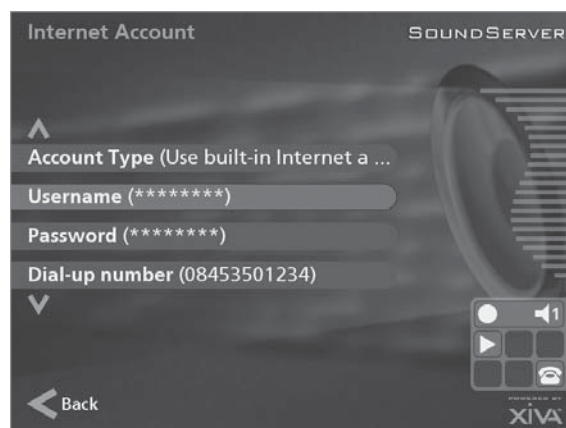 Internet Account
SOUNDSERVER
Account Type (Use built-in Internet a ...
Username (********)
Password (********)
Dial-up number (08453501234)
1
Back
POWERED BY
XiVA